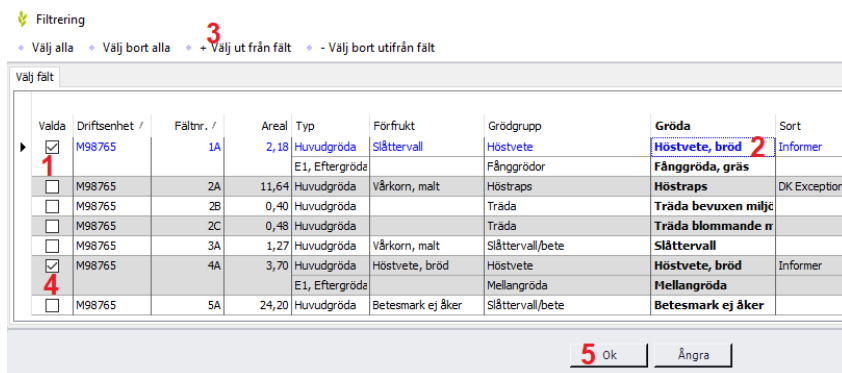 Filtrering
3
Välj alla Välj bort alla + Välj ut från fält - Välj bort utifrån fält
Välj fält
Valda Driftsenhet / Fältnr. / Areal Typ Förfrukt Grödgrupp Gröda Sort
M98765 1A 2,18 Huvudgröda Slåttervall Höstvete Höstvete, bröd 2 Informer
1 E1, Eftergröda Fånggrödor Fånggröda, gräs
M98765 2A 11,64 Huvudgröda Vårkorn, malt Höstraps Höstraps DK Exception
M98765 2B 0,40 Huvudgröda Träda Träda bevuxen miljö
M98765 2C 0,48 Huvudgröda Träda Träda blommande m
M98765 3A 1,27 Huvudgröda Vårkorn, malt Slåttervall/bete Slåttervall
M98765 4A 3,70 Huvudgröda Höstvete, bröd Höstvete Höstvete, bröd Informer
4 E1, Eftergröda Mellangröda Mellangröda
M98765 5A 24,20 Huvudgröda Betesmark ej åker Slåttervall/bete Betesmark ej åker
5 Ok Ångra